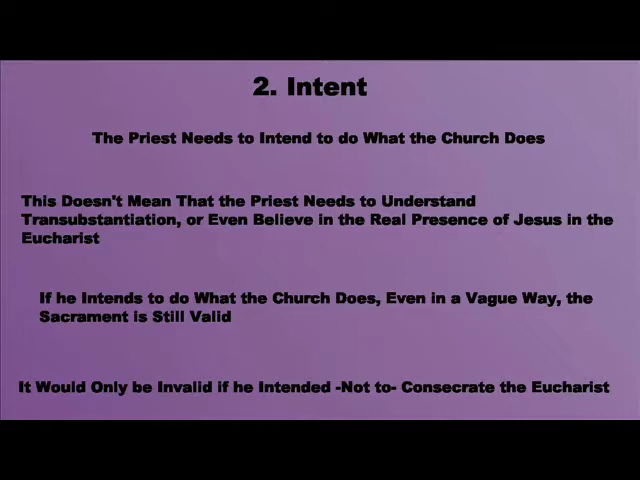 2. Intent
The Priest Needs to Intend to do What the Church Does
This Doesn't Mean That the Priest Needs to Understand
Transubstantiation, or Even Believe in the Real Presence of Jesus in the
Eucharist
If he Intends to do What the Church Does, Even in a Vague Way, the
Sacrament is Still Valid
It Would Only be Invalid if he Intended -Not to- Consecrate the Eucharist